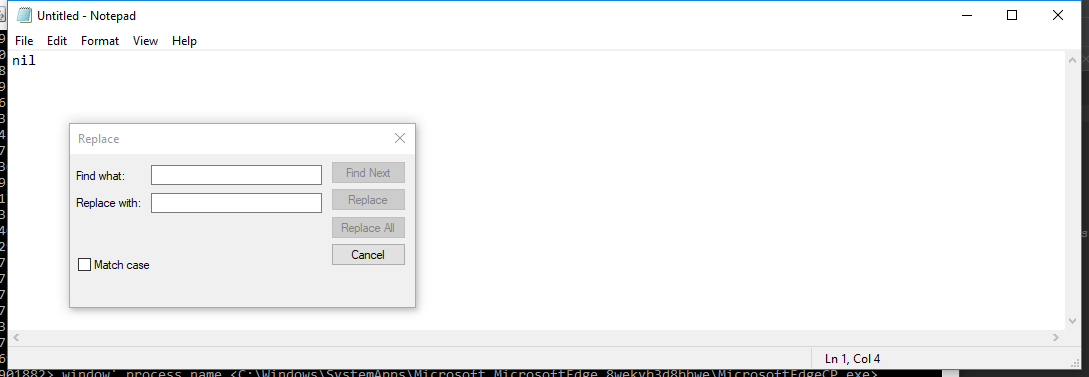 Untitled - Notepad
File Edit Format View Help
nil
Replace
Find what:
Find Next
Replace with:
Replace
Replace All
Cancel
Match case
Ln 1, Col 4
001882> window' process name <C:\Windows\SystemApps\Microsoft.MicrosoftEdge_8wekyb3d8bbwe\MicrosoftEdgeCP.exe>